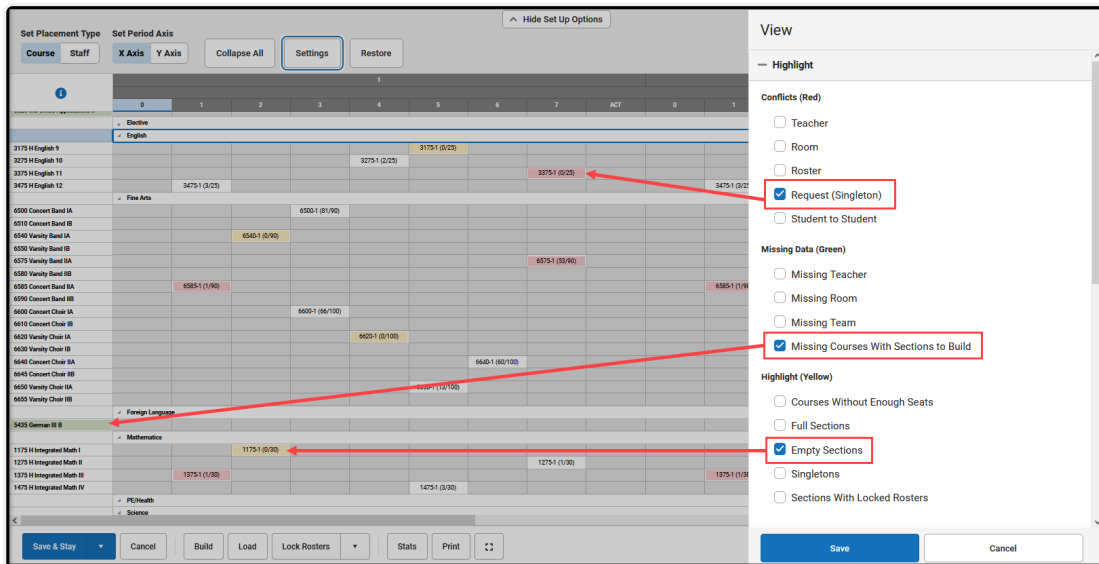 Hide Set Up Options
Set Placement Type Set Period Axis
Course Staff X Axis Y Axis Collapse All Settings Restore
1
0 1 2 3 4 5 6 7 ACT 0 1
Elective
English
3175 H English 9 3175-1 (0/25)
3275 H English 10 3275-1 (2/25)
3375 H English 11 3375-1 (0/25)
3475 H English 12 3475-1 (3/25) 3475-1 (3/25
Fine Arts
6500 Concert Band IA 6500-1 (81/90)
6510 Concert Band IB
6540 Varsity Band IA 6540-1 (0/90)
6550 Varsity Band IB
6575 Varsity Band IIA 6575-1 (53/90)
6580 Varsity Band IIB
6585 Concert Band IIA 6585-1 (1/90) 6585-1 (1/90
6590 Concert Band IIB
6600 Concert Choir IA 6600-1 (66/100)
6610 Concert Choir IB
6620 Varsity Choir IA 6620-1 (0/100)
6630 Varsity Choir IB
6640 Concert Choir IIA 6640-1 (60/100)
6645 Concert Choir IIB
6650 Varsity Choir IIA 6650-1 (13/100)
6655 Varsity Choir IIB
Foreign Language
5435 German III B
Mathematics
1175 H Integrated Math I 1175-1 (0/30)
1275 H Integrated Math II 1275-1 (1/30)
1375 H Integrated Math III 1375-1 (1/30) 1375-1 (1/30
1475 H Integrated Math IV 1475-1 (3/30)
PE/Health
Science
Save & Stay Cancel Build Load Lock Rosters Stats Print
View
Highlight
Conflicts (Red)
Teacher
Room
Roster
Request (Singleton)
Student to Student
Missing Data (Green)
Missing Teacher
Missing Room
Missing Team
Missing Courses With Sections to Build
Highlight (Yellow)
Courses Without Enough Seats
Full Sections
Empty Sections
Singletons
Sections With Locked Rosters
Save Cancel